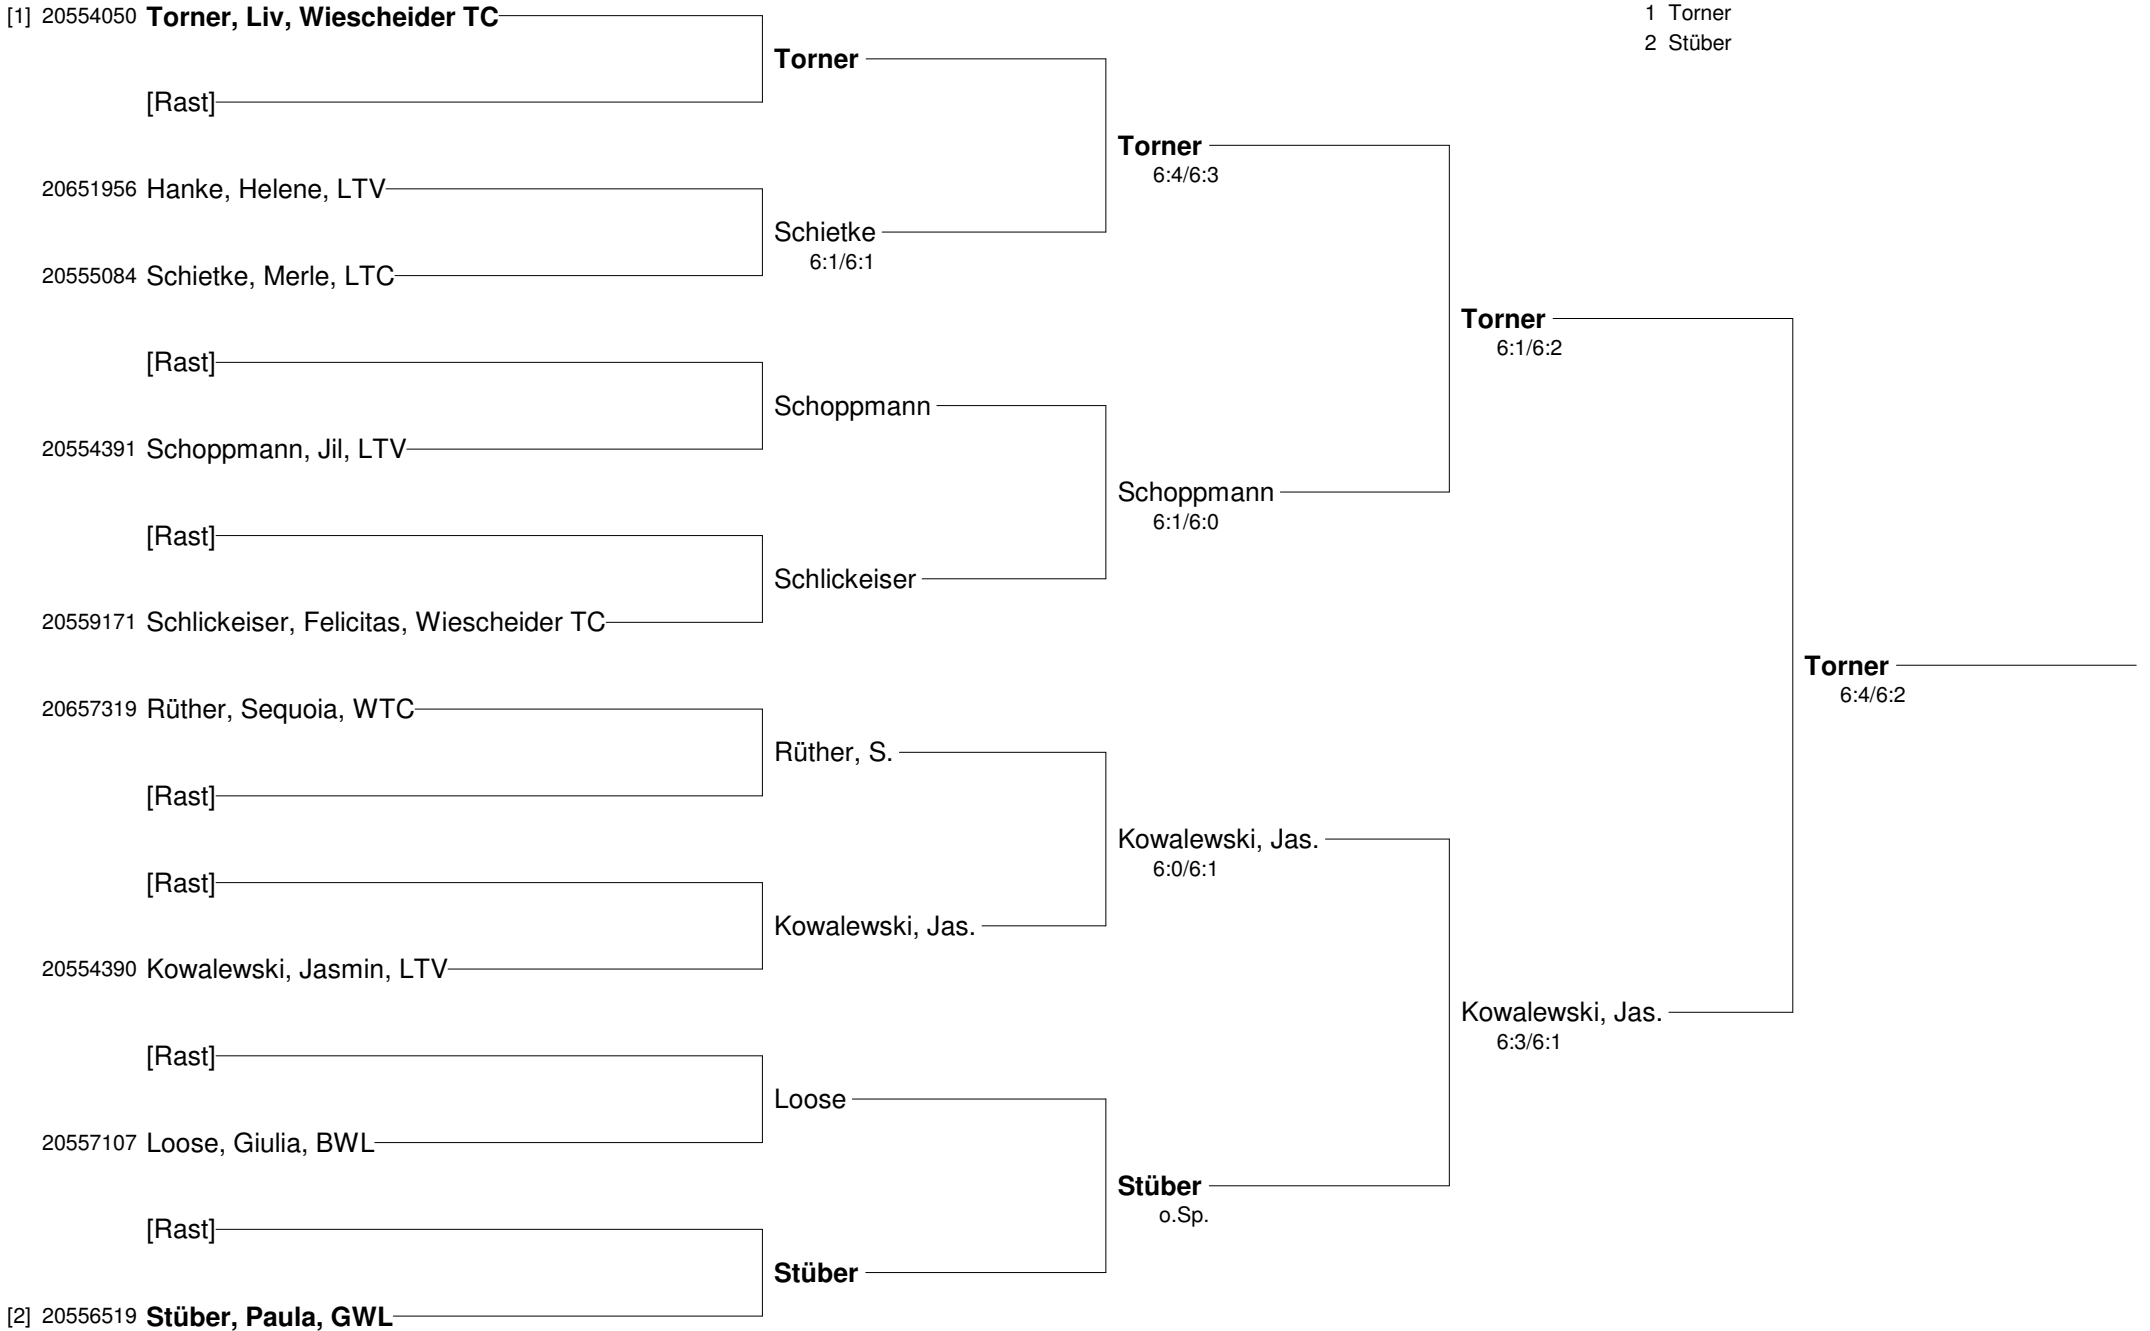 [1] 20554050 Torner, Liv, Wiescheider TC
1 Torner
2 Stüber
Torner
[Rast]
Torner
6:4/6:3
20651956 Hanke, Helene, LTV
Schietke
6:1/6:1
20555084 Schietke, Merle, LTC
Torner
6:1/6:2
[Rast]
Schoppmann
20554391 Schoppmann, Jil, LTV
Schoppmann
6:1/6:0
[Rast]
Schlickeiser
20559171 Schlickeiser, Felicitas, Wiescheider TC
Torner
6:4/6:2
20657319 Rüther, Sequoia, WTC
Rüther, S.
[Rast]
Kowalewski, Jas.
6:0/6:1
[Rast]
Kowalewski, Jas.
20554390 Kowalewski, Jasmin, LTV
Kowalewski, Jas.
6:3/6:1
[Rast]
Loose
20557107 Loose, Giulia, BWL
Stüber
o.Sp.
[Rast]
Stüber
[2] 20556519 Stüber, Paula, GWL